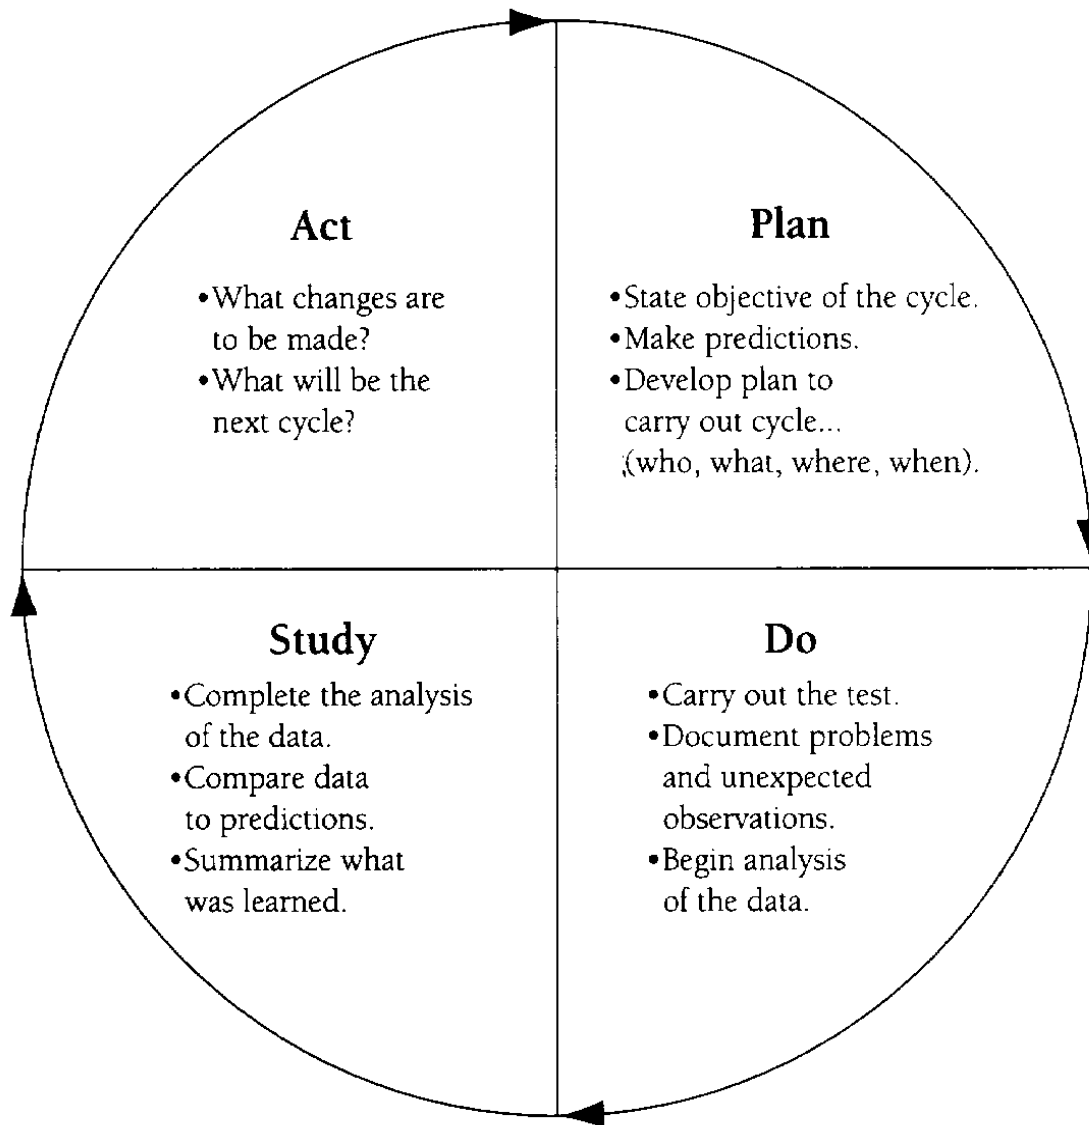 Act
•What changes are
to be made?
•What will be the
next cycle?
Plan
•State objective of the cycle.
•Make predictions.
•Develop plan to
carry out cycle...
(who, what, where, when).
Study
•Complete the analysis
of the data.
•Compare data
to predictions.
•Summarize what
was learned.
Do
•Carry out the test.
•Document problems
and unexpected
observations.
•Begin analysis
of the data.